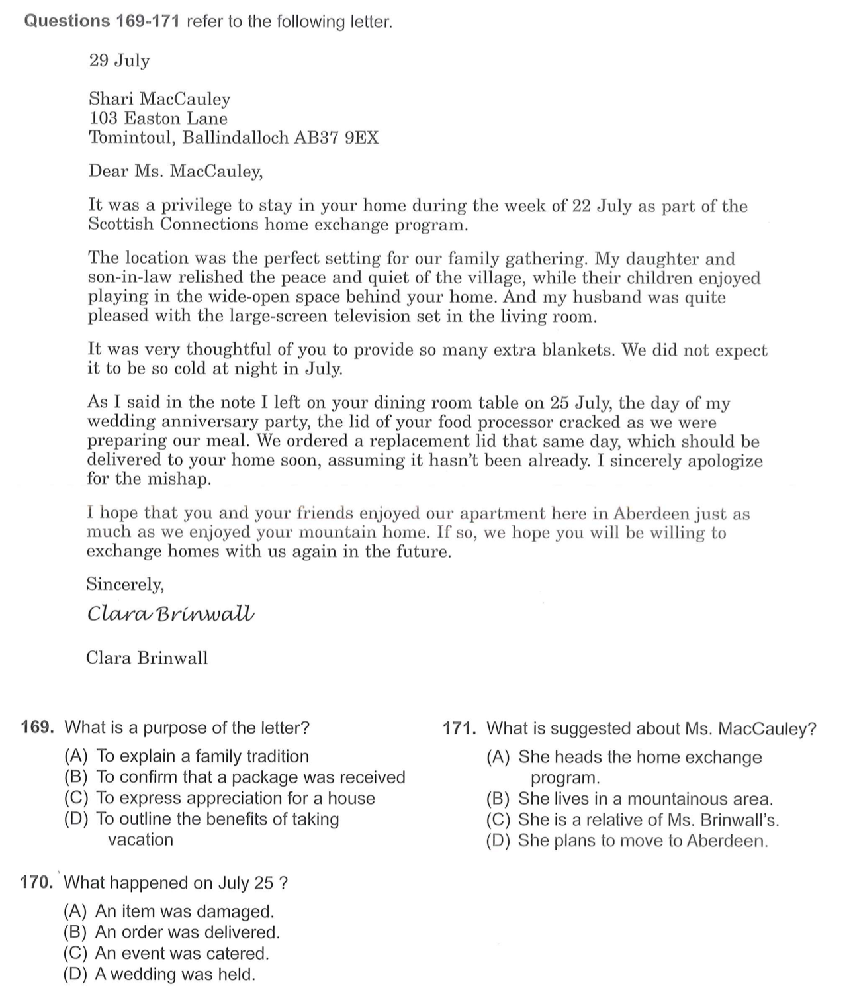 Questions 169-171 refer to the following letter.
29 July
Shari MacCauley
103 Easton Lane
Tomintoul, Ballindalloch AB37 9EX
Dear Ms. MacCauley,
It was a privilege to stay in your home during the week of 22 July as part of the
Scottish Connections home exchange program.
The location was the perfect setting for our family gathering. My daughter and
son-in-law relished the peace and quiet of the village, while their children enjoyed
playing in the wide-open space behind your home. And my husband was quite
pleased with the large-screen television set in the living room.
It was very thoughtful of you to provide so many extra blankets. We did not expect
it to be so cold at night in July.
As I said in the note I left on your dining room table on 25 July, the day of my
wedding anniversary party, the lid of your food processor cracked as we were
preparing our meal. We ordered a replacement lid that same day, which should be
delivered to your home soon, assuming it hasn't been already. I sincerely apologize
for the mishap.
I hope that you and your friends enjoyed our apartment here in Aberdeen just as
much as we enjoyed your mountain home. If so, we hope you will be willing to
exchange homes with us again in the future.
Sincerely,
Clara Brinwall
Clara Brinwall
169. What is a purpose of the letter?
(A) To explain a family tradition
(B) To confirm that a package was received
(C) To express appreciation for a house
(D) To outline the benefits of taking
vacation
170. What happened on July 25 ?
(A) An item was damaged.
(B) An order was delivered.
(C) An event was catered.
(D) A wedding was held.
171. What is suggested about Ms. MacCauley?
(A) She heads the home exchange
program.
(B) She lives in a mountainous area.
(C) She is a relative of Ms. Brinwall's.
(D) She plans to move to Aberdeen.